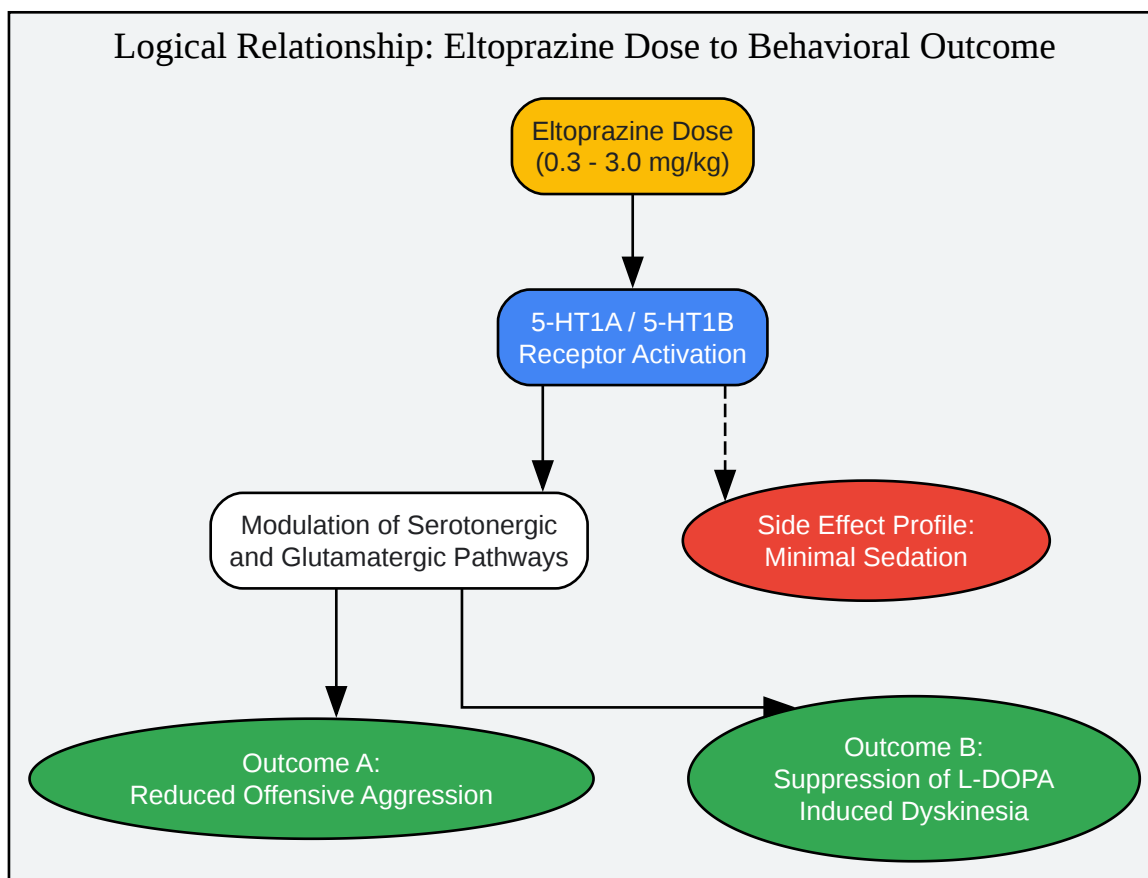 Logical Relationship: Eltoprazine Dose to Behavioral Outcome
Eltoprazine Dose
(0.3 - 3.0 mg/kg)
5-HT1A / 5-HT1B
Receptor Activation
Modulation of Serotonergic
and Glutamatergic Pathways
Side Effect Profile:
Minimal Sedation
Outcome A:
Reduced Offensive Aggression
Outcome B:
Suppression of L-DOPA
Induced Dyskinesia